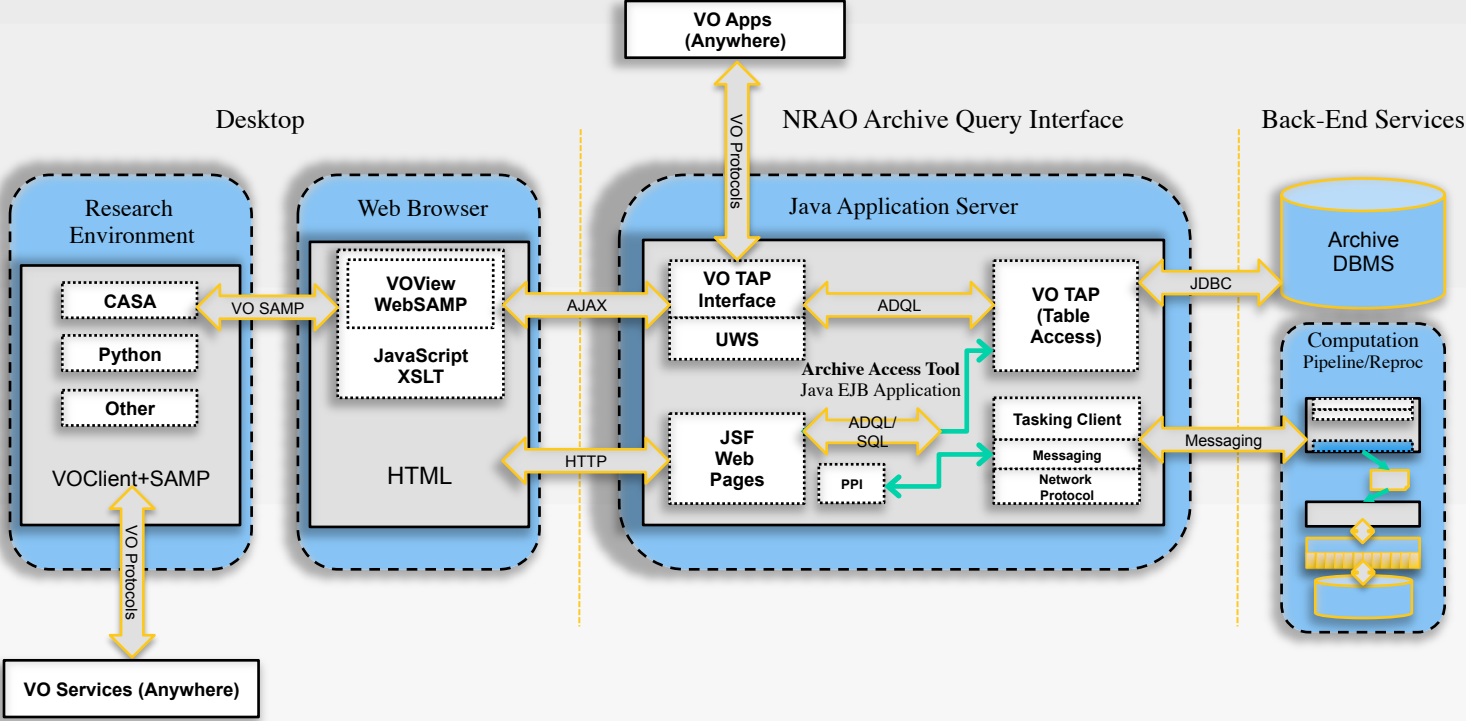 VO Apps
(Anywhere)
Desktop
NRAO Archive Query Interface
Back-End Services
VO Protocols
Research
Environment
CASA
Python
Other
VOClient+SAMP
VO SAMP
Web Browser
VOView
WebSAMP
JavaScript
XSLT
HTML
AJAX
HTTP
Java Application Server
VO TAP
Interface
UWS
ADQL
VO TAP
(Table
Access)
Archive Access Tool
Java EJB Application
JSF
Web
Pages
ADQL/
SQL
PPI
Tasking Client
Messaging
Network
Protocol
JDBC
Messaging
Archive
DBMS
Computation
Pipeline/Reproc
VO Protocols
VO Services (Anywhere)